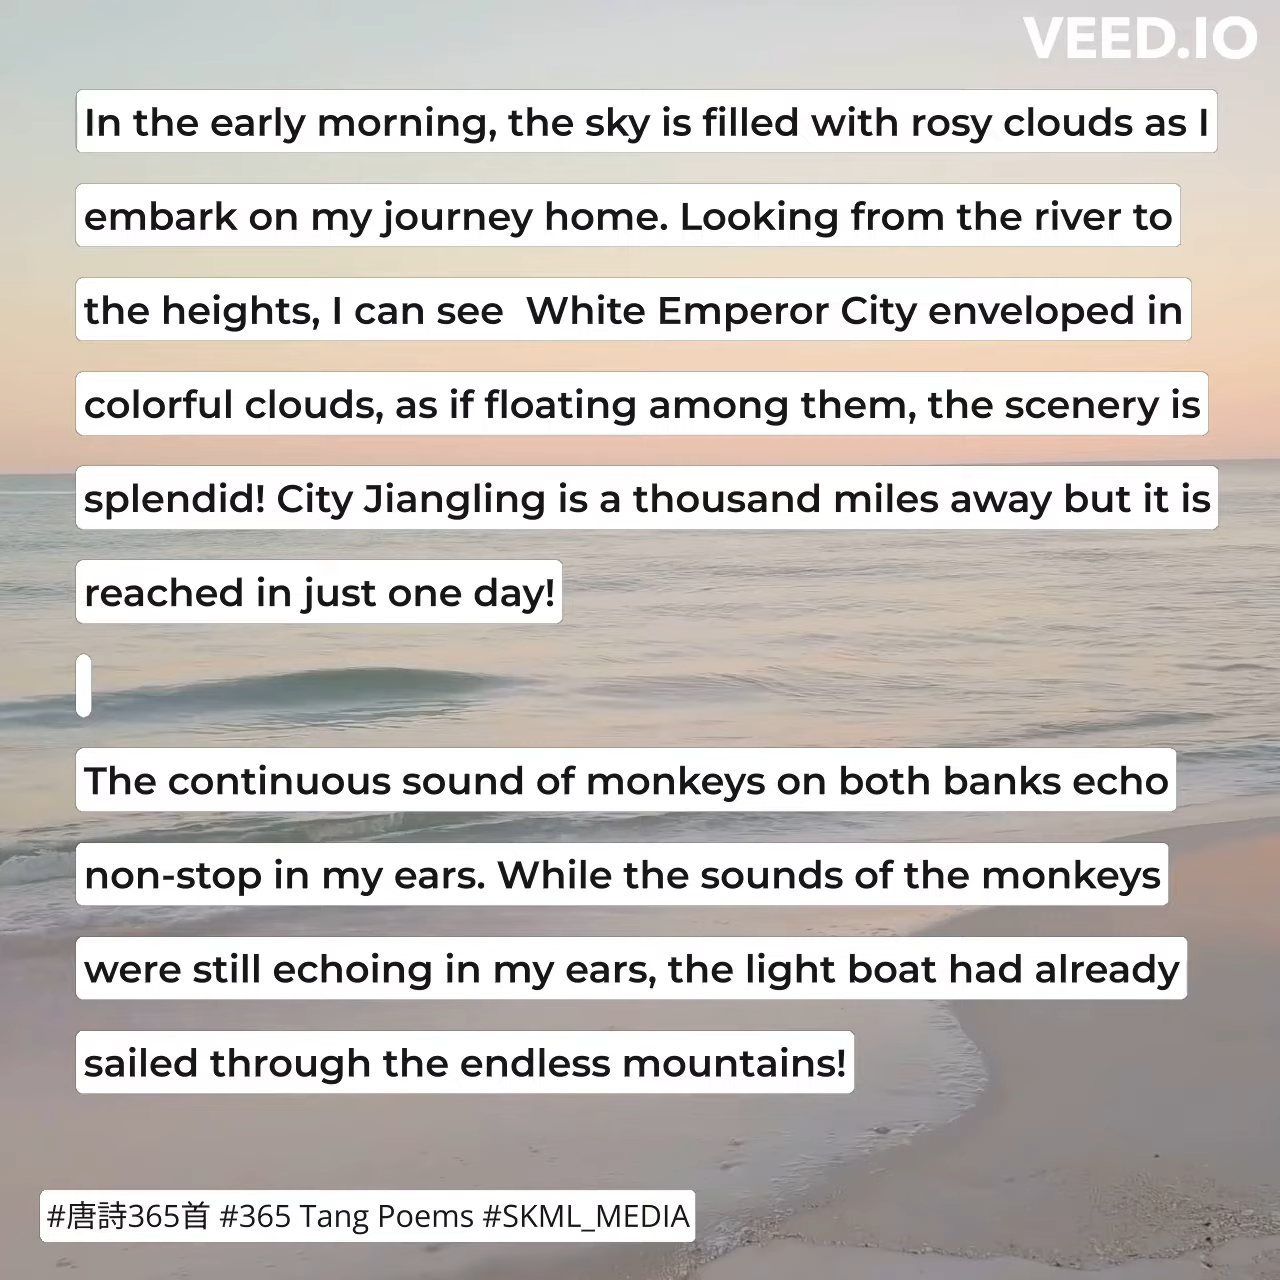 VEED.IO
In the early morning, the sky is filled with rosy clouds as I
embark on my journey home. Looking from the river to
the heights, I can see  White Emperor City enveloped in
colorful clouds, as if floating among them, the scenery is
splendid! City Jiangling is a thousand miles away but it is
reached in just one day!
The continuous sound of monkeys on both banks echo
non-stop in my ears. While the sounds of the monkeys
were still echoing in my ears, the light boat had already
sailed through the endless mountains!
#唐詩365首 #365 Tang Poems #SKML_MEDIA